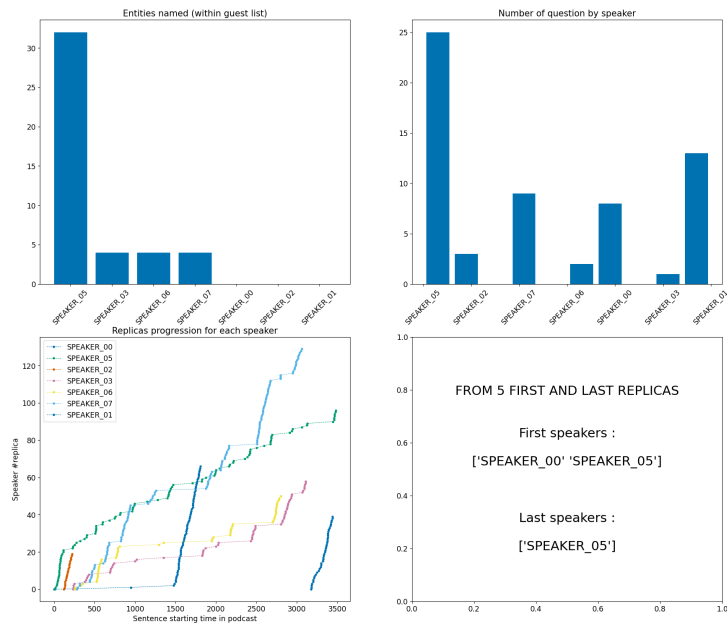 Entities named (within guest list)
30
25
20
15
10
5
0
SPEAKER_05
SPEAKER_03
SPEAKER_06
SPEAKER_07
SPEAKER_00
SPEAKER_02
SPEAKER_01
Number of question by speaker
25
20
15
10
5
0
SPEAKER_05
SPEAKER_02
SPEAKER_07
SPEAKER_06
SPEAKER_00
SPEAKER_03
SPEAKER_01
Replicas progression for each speaker
SPEAKER_00
SPEAKER_05
SPEAKER_02
SPEAKER_03
SPEAKER_06
SPEAKER_07
SPEAKER_01
Speaker #replica
120
100
80
60
40
20
0
0 500 1000 1500 2000 2500 3000 3500
Sentence starting time in podcast
1.0
0.8
0.6
0.4
0.2
0.0
FROM 5 FIRST AND LAST REPLICAS
First speakers :
['SPEAKER_00' 'SPEAKER_05']
Last speakers :
['SPEAKER_05']
0.0 0.2 0.4 0.6 0.8 1.0